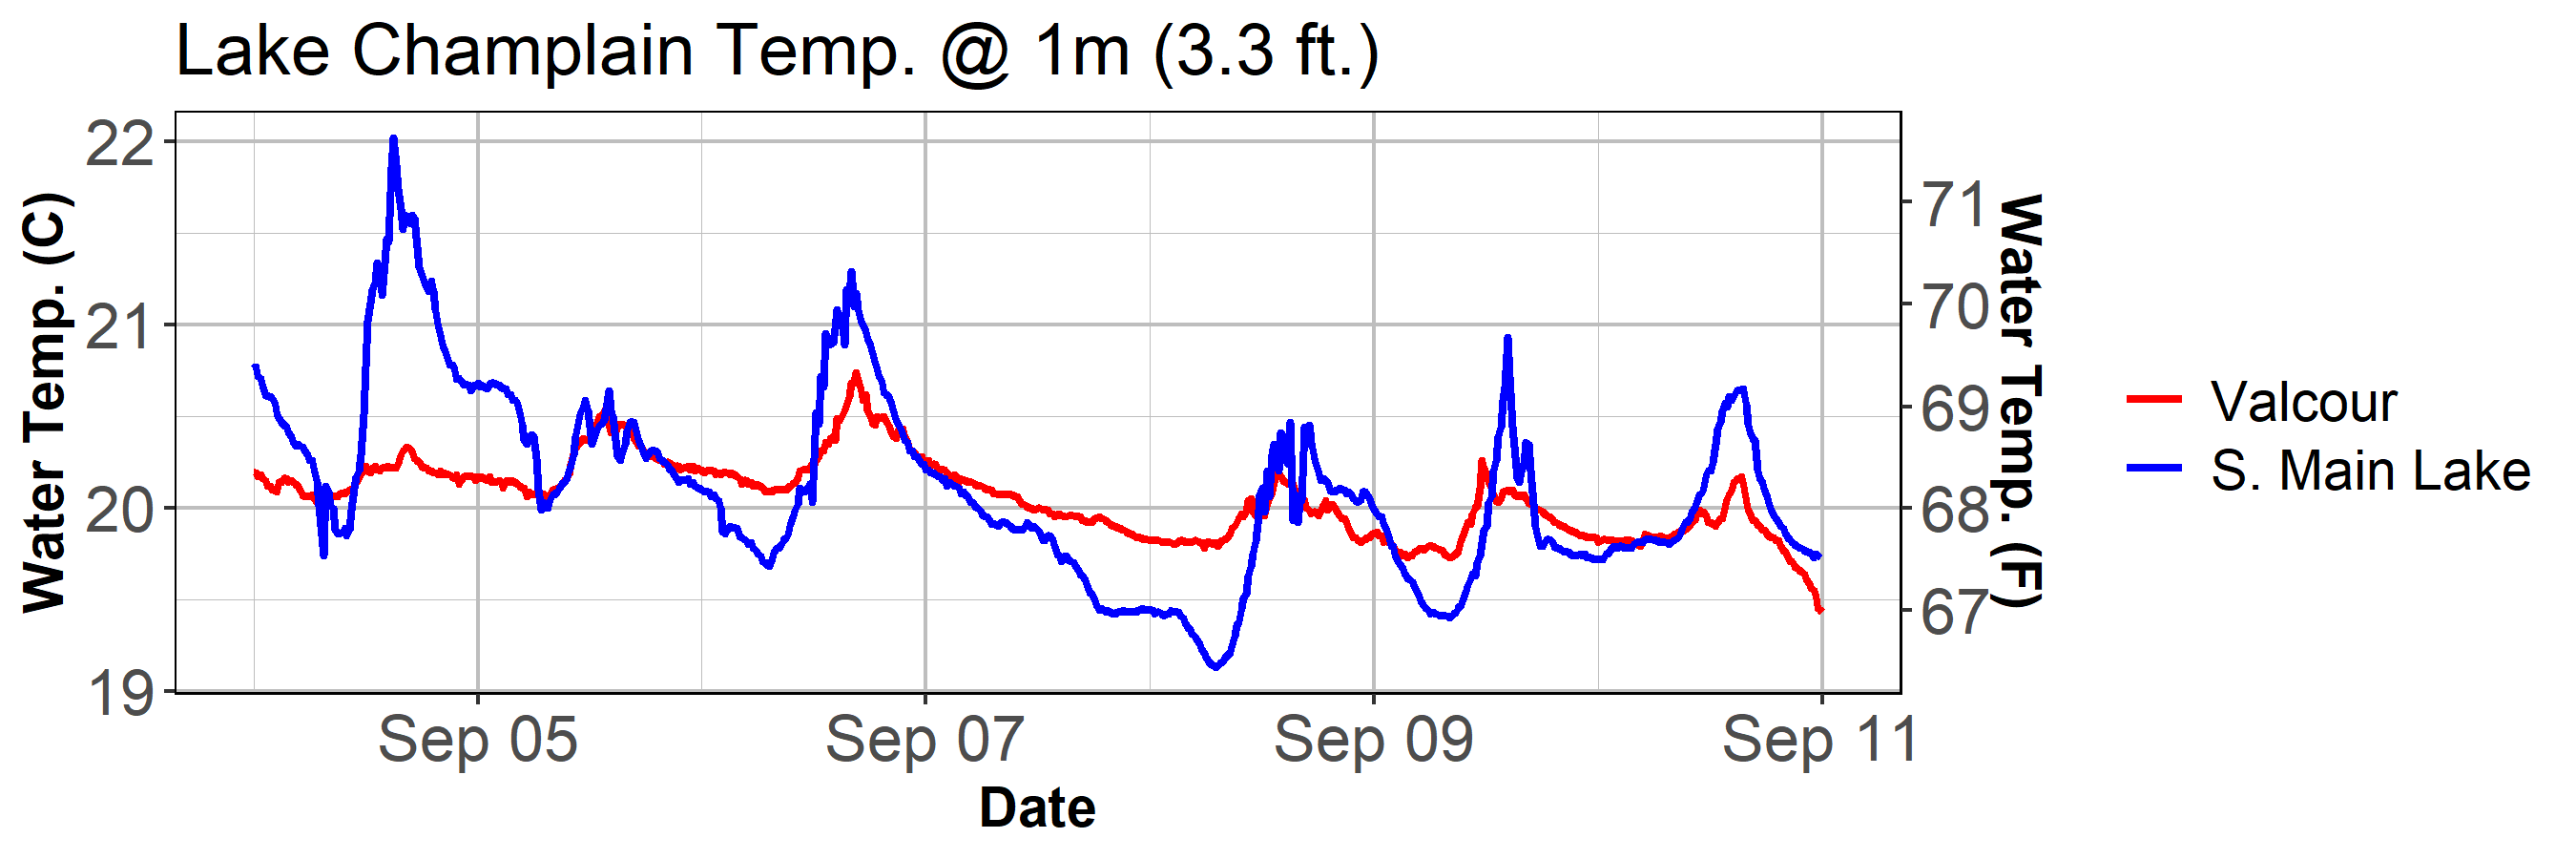 Lake Champlain Temp. @ 1m (3.3 ft.)
Water Temp. (C)
22
21
20
19
71
70
69
68
67
Water Temp. (F)
Sep 05
Sep 07
Sep 09
Sep 11
Date
Valcour
S. Main Lake